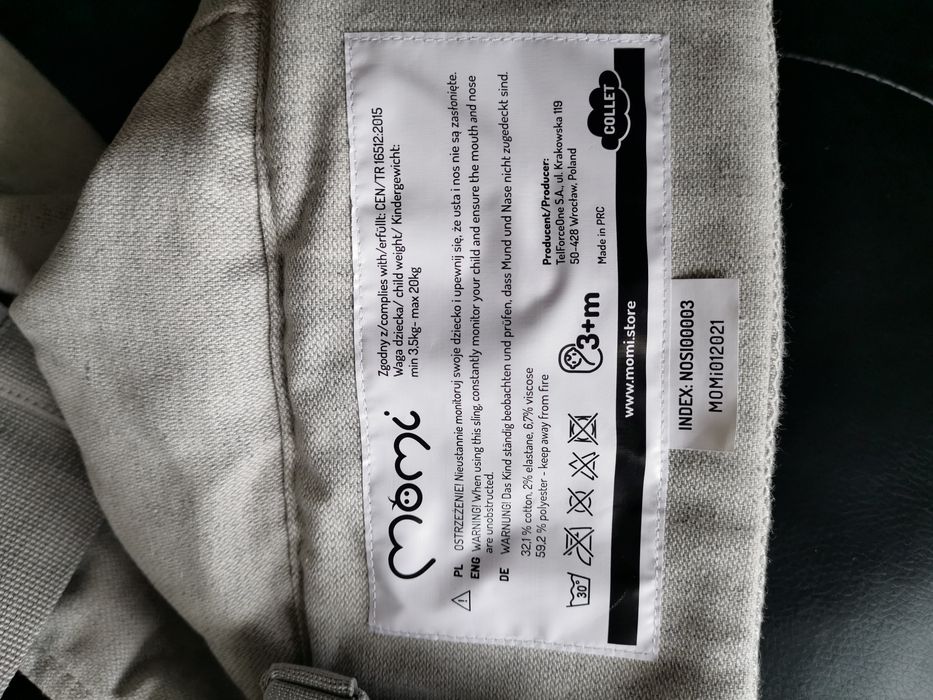 momi
Zgodny z/complies with/erfüllt: CEN/TR 16512:2015
Waga dziecka/ child weight/ Kindergewicht:
min 3,5kg- max 20kg
PL OSTRZEŻENIE! Nieustannie monitoruj swoje dziecko i upewnij się, że usta i nos nie są zasłonięte.
ENG WARNING! When using this sling, constantly monitor your child and ensure the mouth and nose
are unobstructed.
DE WARNUNG! Das Kind ständig beobachten und prüfen, dass Mund und Nase nicht zugedeckt sind.
32,1 % cotton, 2% elastane, 6,7% viscose
59,2 % polyester - keep away from fire
30°
3+m
Producent/Producer:
TelForceOne S.A., ul. Krakowska 119
50-428 Wrocław, Poland
Made in PRC
www.momi.store
COLLET
INDEX: NOSI00003
MOMi012021